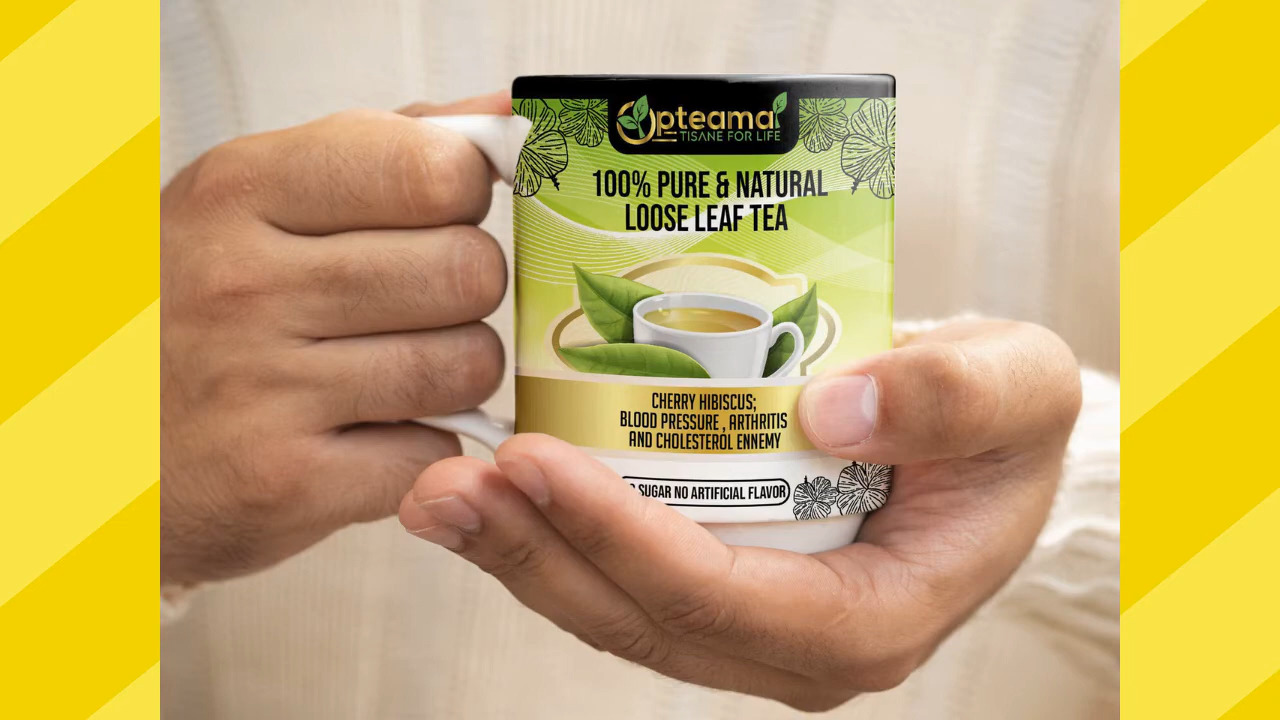 Opteama
TISANE FOR LIFE
100% PURE & NATURAL
LOOSE LEAF TEA
CHERRY HIBISCUS;
BLOOD PRESSURE , ARTHRITIS
AND CHOLESTEROL ENNEMY
SUGAR NO ARTIFICIAL FLAVOR